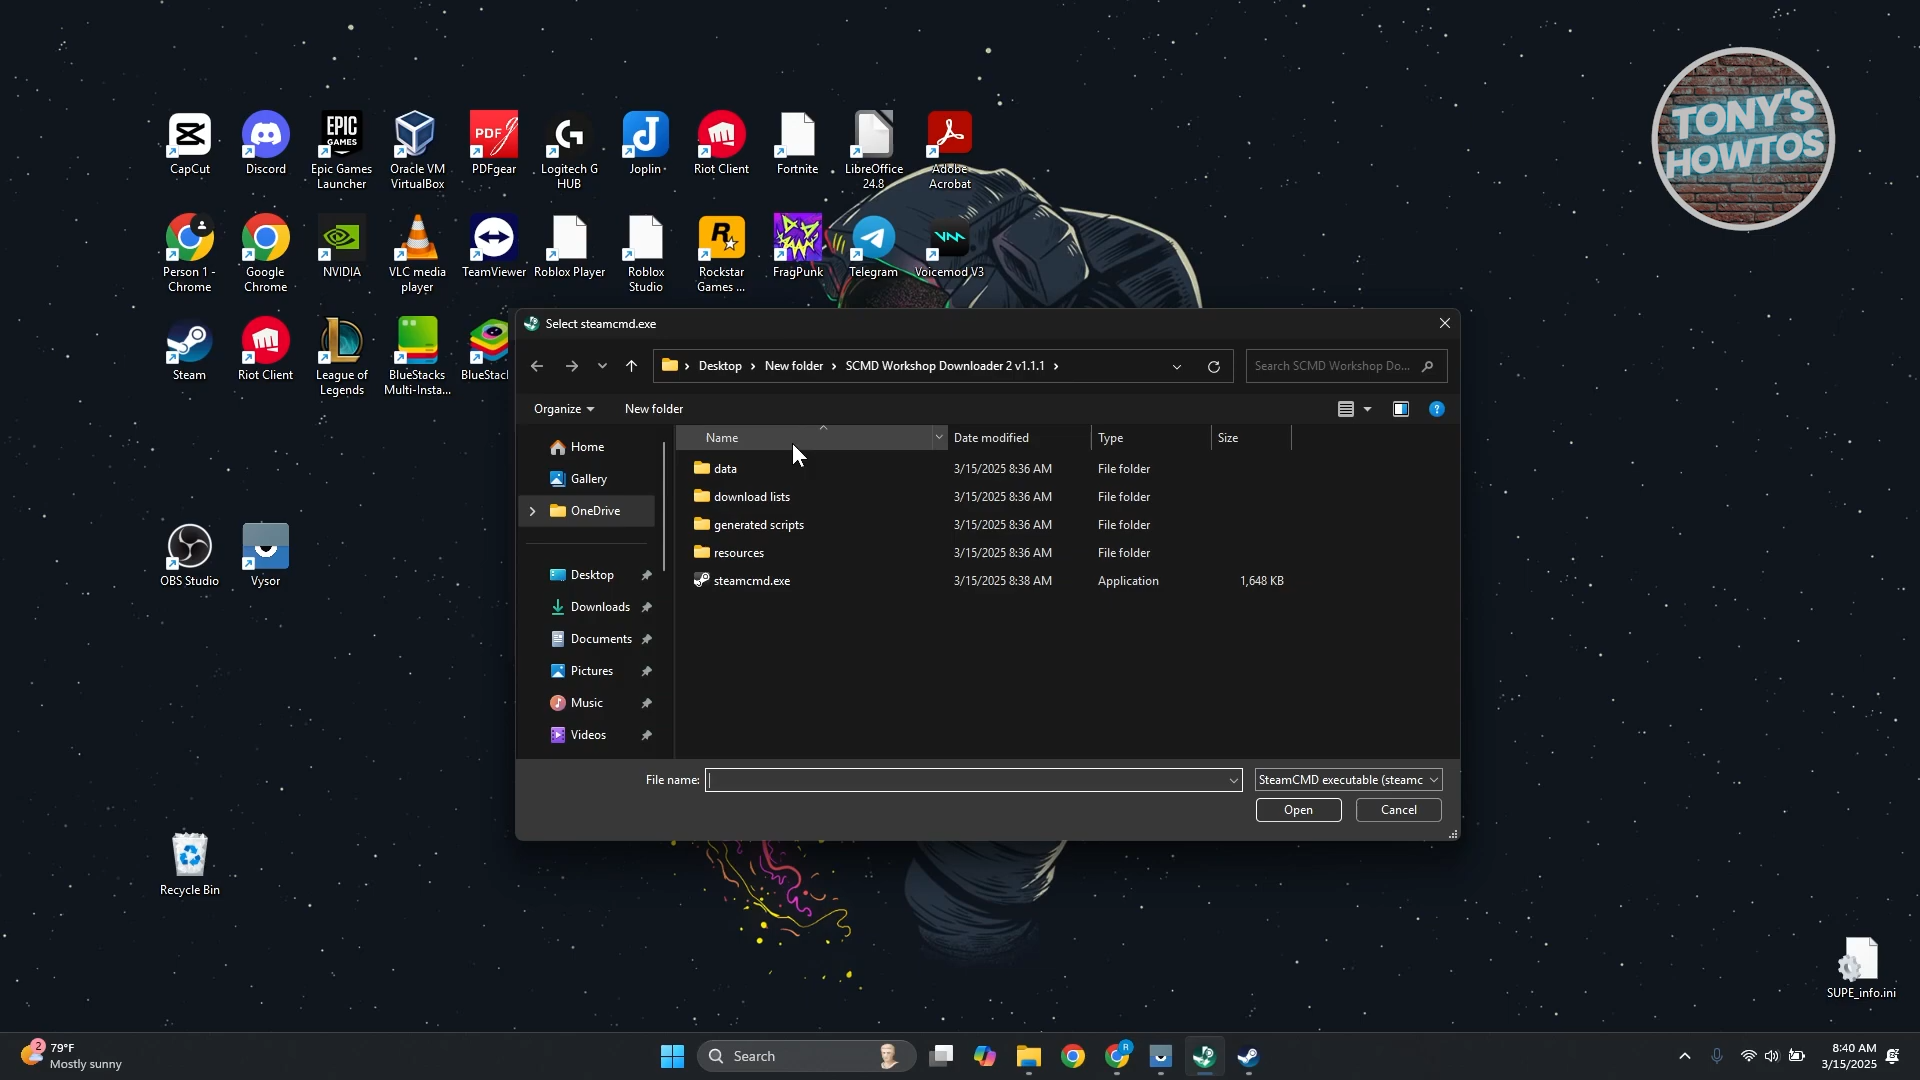 TONY'S
HOWTOS
CapCut
Discord
EPIC
GAMES
Epic Games
Launcher
Oracle VM
VirtualBox
PDF
PDFgear
Logitech G
HUB
Joplin
Riot Client
Fortnite
LibreOffice
24.8
Adobe
Acrobat
Person 1 -
Chrome
Google
Chrome
NVIDIA
VLC media
player
TeamViewer
Roblox Player
Roblox
Studio
Rockstar
Games ...
FragPunk
Telegram
Voicemod V3
Steam
Riot Client
League of
Legends
BlueStacks
Multi-Insta...
BlueStacl
OBS Studio
Vysor
Recycle Bin
SUPE_info.ini
Select steamcmd.exe
Desktop > New folder > SCMD Workshop Downloader 2 v1.1.1 >
Search SCMD Workshop Do...
Organize
New folder
Home
Gallery
OneDrive
Desktop
Downloads
Documents
Pictures
Music
Videos
Name Date modified Type Size
data 3/15/2025 8:36 AM File folder
download lists 3/15/2025 8:36 AM File folder
generated scripts 3/15/2025 8:36 AM File folder
resources 3/15/2025 8:36 AM File folder
steamcmd.exe 3/15/2025 8:38 AM Application 1,648 KB
File name:
SteamCMD executable (steamc
Open
Cancel
2
79°F
Mostly sunny
Search
R
8:40 AM
3/15/2025